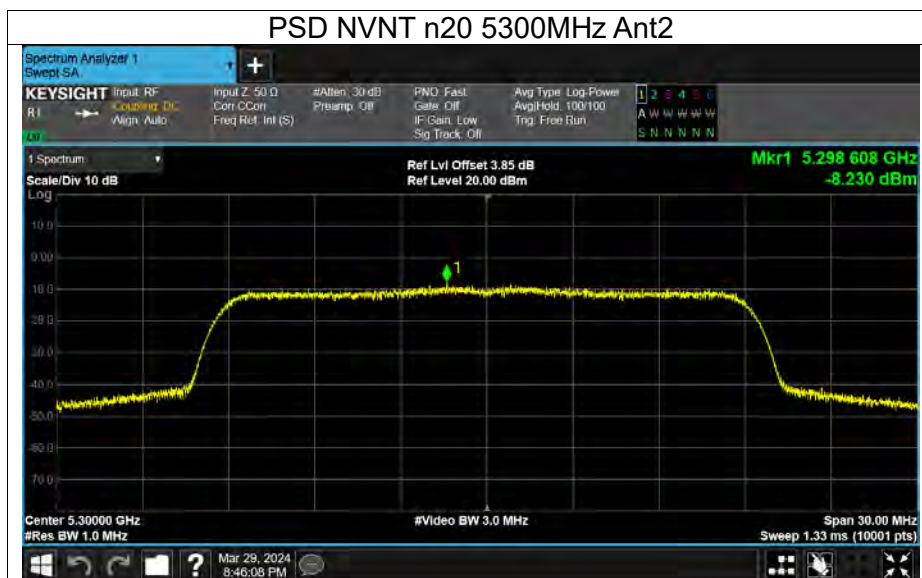 PSD NVNT n20 5300MHz Ant2
Spectrum Analyzer 1
Swept SA
+
KEYSIGHT Input: RF Input Z: 50 Ω #Atten: 30 dB PNO: Fast Avg Type: Log-Power 1 2 3 4 5 6
R L Coupling: DC Corr CCorr Preamp: Off Gate: Off Avg|Hold: 100/100 A W W W W W
Align: Auto Freq Ref: Int (S) IF Gain: Low Trig: Free Run
Sig Track: Off S N N N N N
1 Spectrum Ref Lvl Offset 3.85 dB Mkr1 5.298 608 GHz
Scale/Div 10 dB Ref Level 20.00 dBm -8.230 dBm
Log
10.0
0.00
1
-10.0
-20.0
-30.0
-40.0
-50.0
-60.0
-70.0
Center 5.30000 GHz #Video BW 3.0 MHz Span 30.00 MHz
#Res BW 1.0 MHz Sweep 1.33 ms (10001 pts)
? Mar 29, 2024
8:46:08 PM